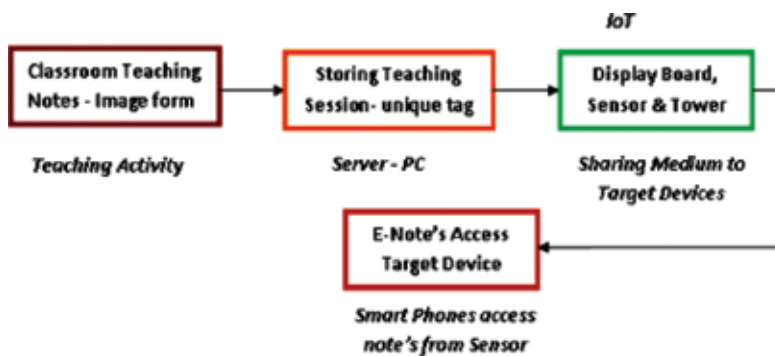 IoT
Classroom Teaching
Notes - Image form
Storing Teaching
Session- unique tag
Display Board,
Sensor & Tower
Teaching Activity
Server - PC
Sharing Medium to
Target Devices
E-Note's Access
Target Device
Smart Phones access
note's from Sensor